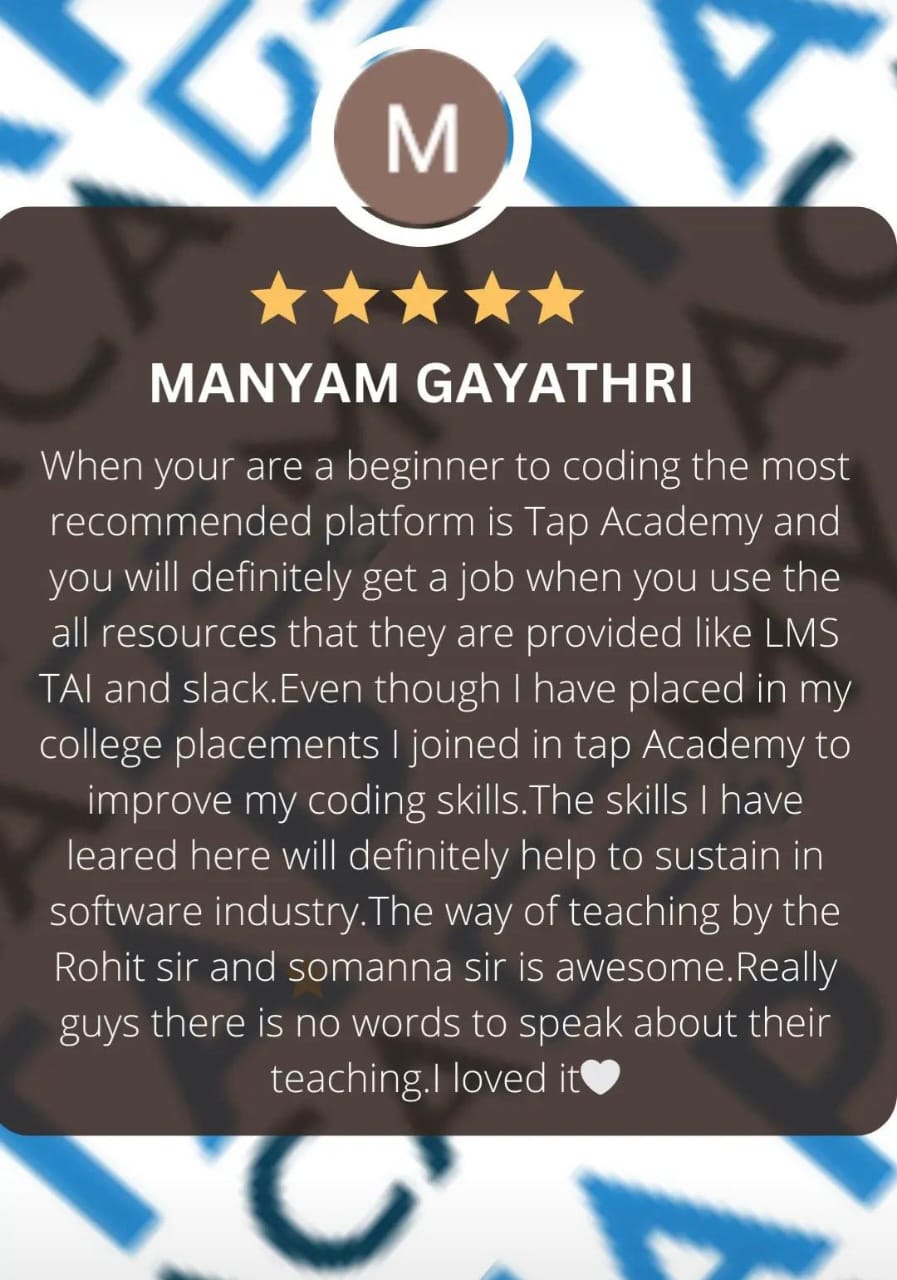 M
MANYAM GAYATHRI
When your are a beginner to coding the most
recommended platform is Tap Academy and
you will definitely get a job when you use the
all resources that they are provided like LMS
TAI and slack.Even though I have placed in my
college placements I joined in tap Academy to
improve my coding skills.The skills I have
leared here will definitely help to sustain in
software industry.The way of teaching by the
Rohit sir and somanna sir is awesome.Really
guys there is no words to speak about their
teaching.I loved it🤍